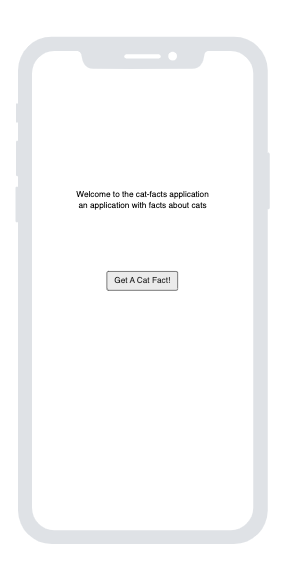 Welcome to the cat-facts application
an application with facts about cats
Get A Cat Fact!